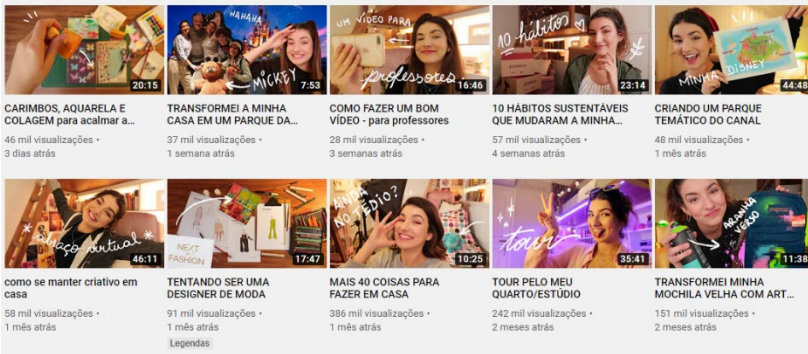 20:15
HAHAHA
MICKEY
7:53
UM VÍDEO PARA
professores
16:46
10 hábitos
23:14
MINHA DISNEY
44:48
CARIMBOS, AQUARELA E
COLAGEM para acalmar a...
46 mil visualizações •
3 dias atrás
TRANSFORMEI A MINHA
CASA EM UM PARQUE DA...
37 mil visualizações •
1 semana atrás
COMO FAZER UM BOM
VÍDEO - para professores
28 mil visualizações •
3 semanas atrás
10 HÁBITOS SUSTENTÁVEIS
QUE MUDARAM A MINHA...
57 mil visualizações •
4 semanas atrás
CRIANDO UM PARQUE
TEMÁTICO DO CANAL
48 mil visualizações •
1 mês atrás
abraço virtual
46:11
NEXT
IN
FASHION
17:47
AINDA
NO TÉDIO?
10:25
tour
35:41
ARANHA
VERSO
11:38
como se manter criativo em
casa
58 mil visualizações •
1 mês atrás
TENTANDO SER UMA
DESIGNER DE MODA
91 mil visualizações •
1 mês atrás
Legendas
MAIS 40 COISAS PARA
FAZER EM CASA
386 mil visualizações •
1 mês atrás
TOUR PELO MEU
QUARTO/ESTÚDIO
242 mil visualizações •
2 meses atrás
TRANSFORMEI MINHA
MOCHILA VELHA COM ART...
151 mil visualizações •
2 meses atrás